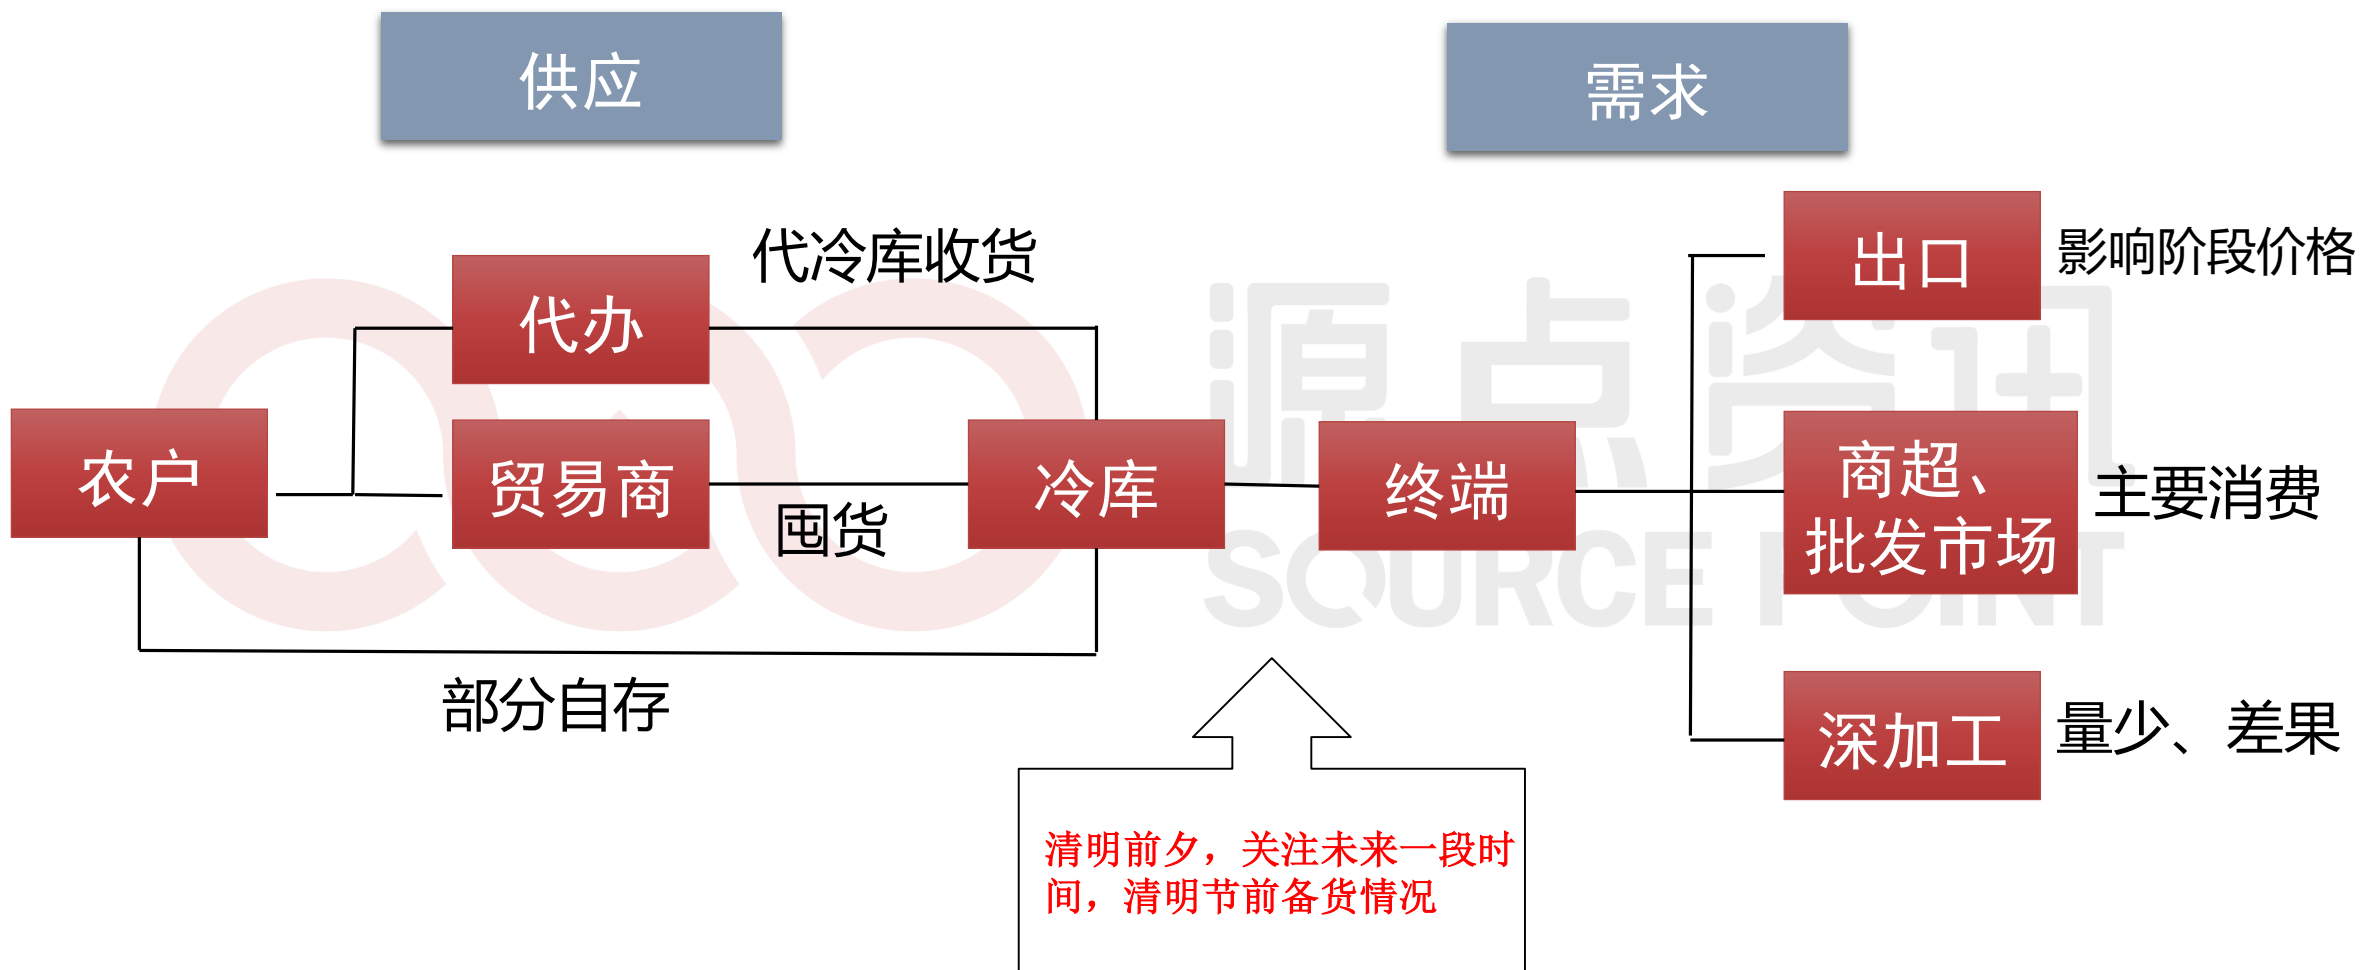 供应
需求
出口
影响阶段价格
代冷库收货
代办
农户
贸易商
囤货
冷库
终端
商超、
批发市场
主要消费
部分自存
深加工
量少、差果
清明前夕，关注未来一段时
间，清明节前备货情况
源点资讯
SOURCE POINT